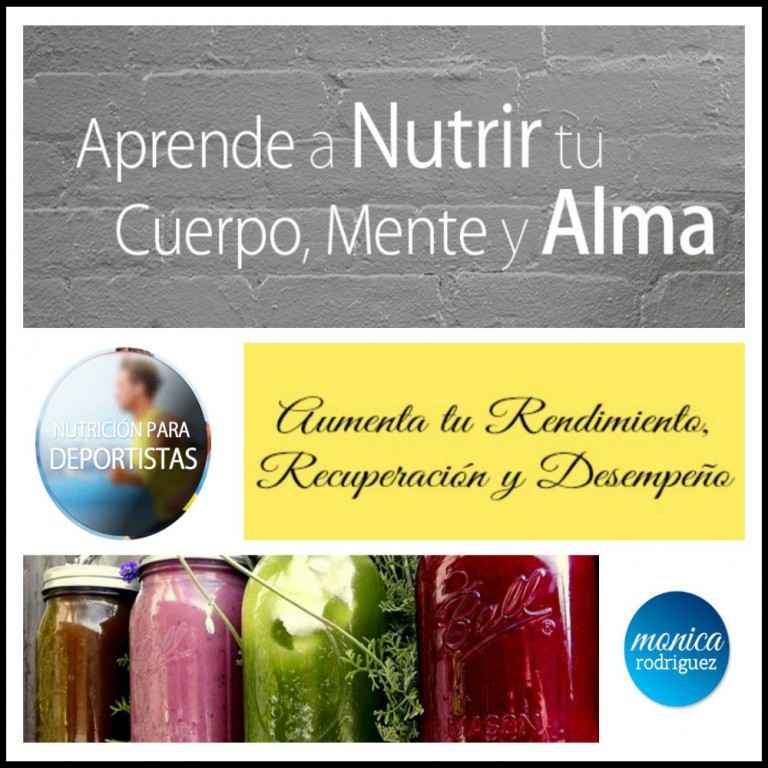 Aprende a Nutrir tu
Cuerpo, Mente y Alma
NUTRICIÓN PARA
DEPORTISTAS
Aumenta tu Rendimiento,
Recuperación y Desempeño
Ball
®
MASON
monica
rodriguez